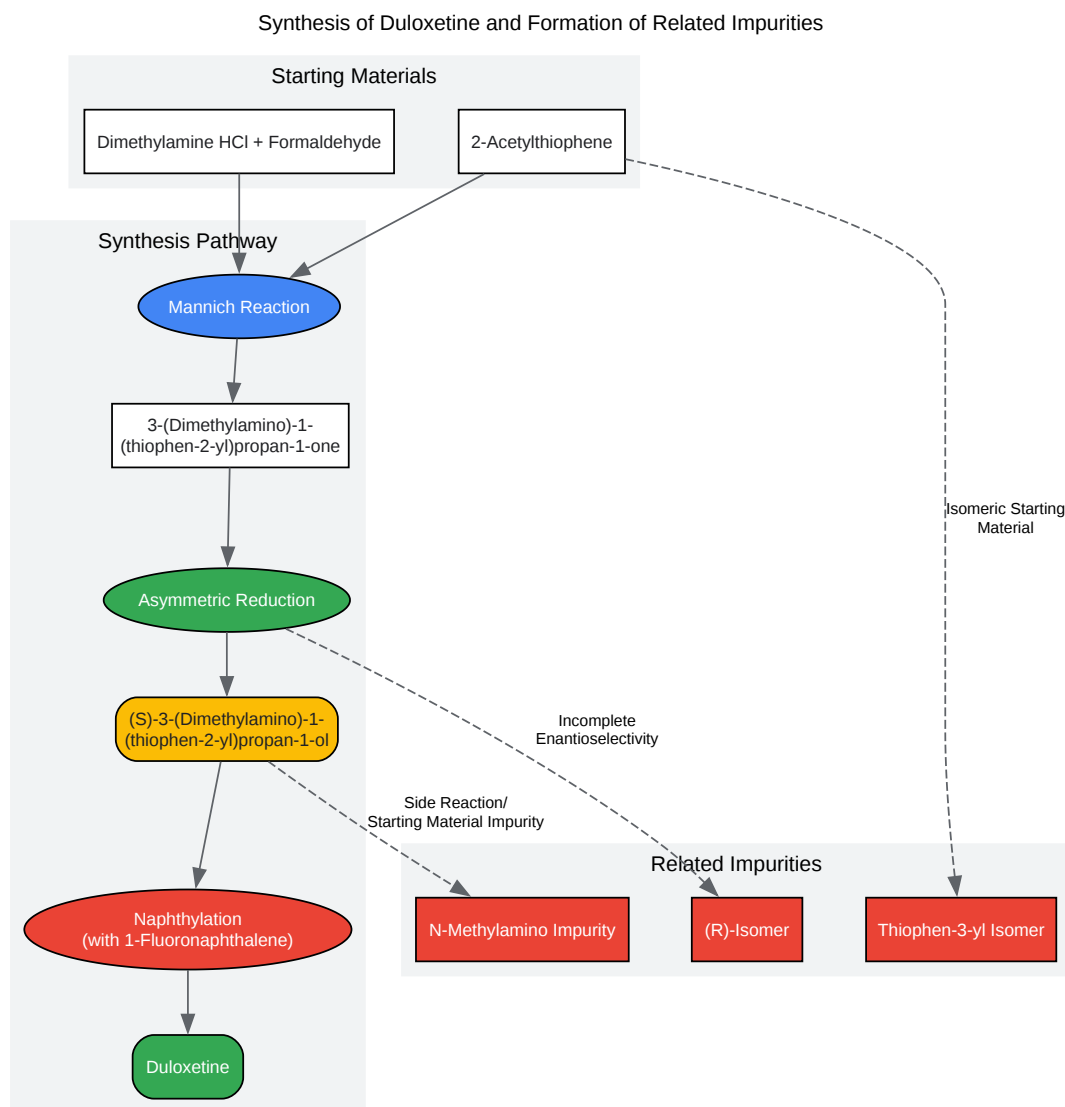 Synthesis of Duloxetine and Formation of Related Impurities
Starting Materials
Dimethylamine HCl + Formaldehyde
2-Acetylthiophene
Synthesis Pathway
Mannich Reaction
3-(Dimethylamino)-1-
(thiophen-2-yl)propan-1-one
Isomeric Starting
Material
Asymmetric Reduction
(S)-3-(Dimethylamino)-1-
(thiophen-2-yl)propan-1-ol
Incomplete
Enantioselectivity
Side Reaction/
Starting Material Impurity
Related Impurities
Naphthylation
(with 1-Fluoronaphthalene)
N-Methylamino Impurity
(R)-Isomer
Thiophen-3-yl Isomer
Duloxetine